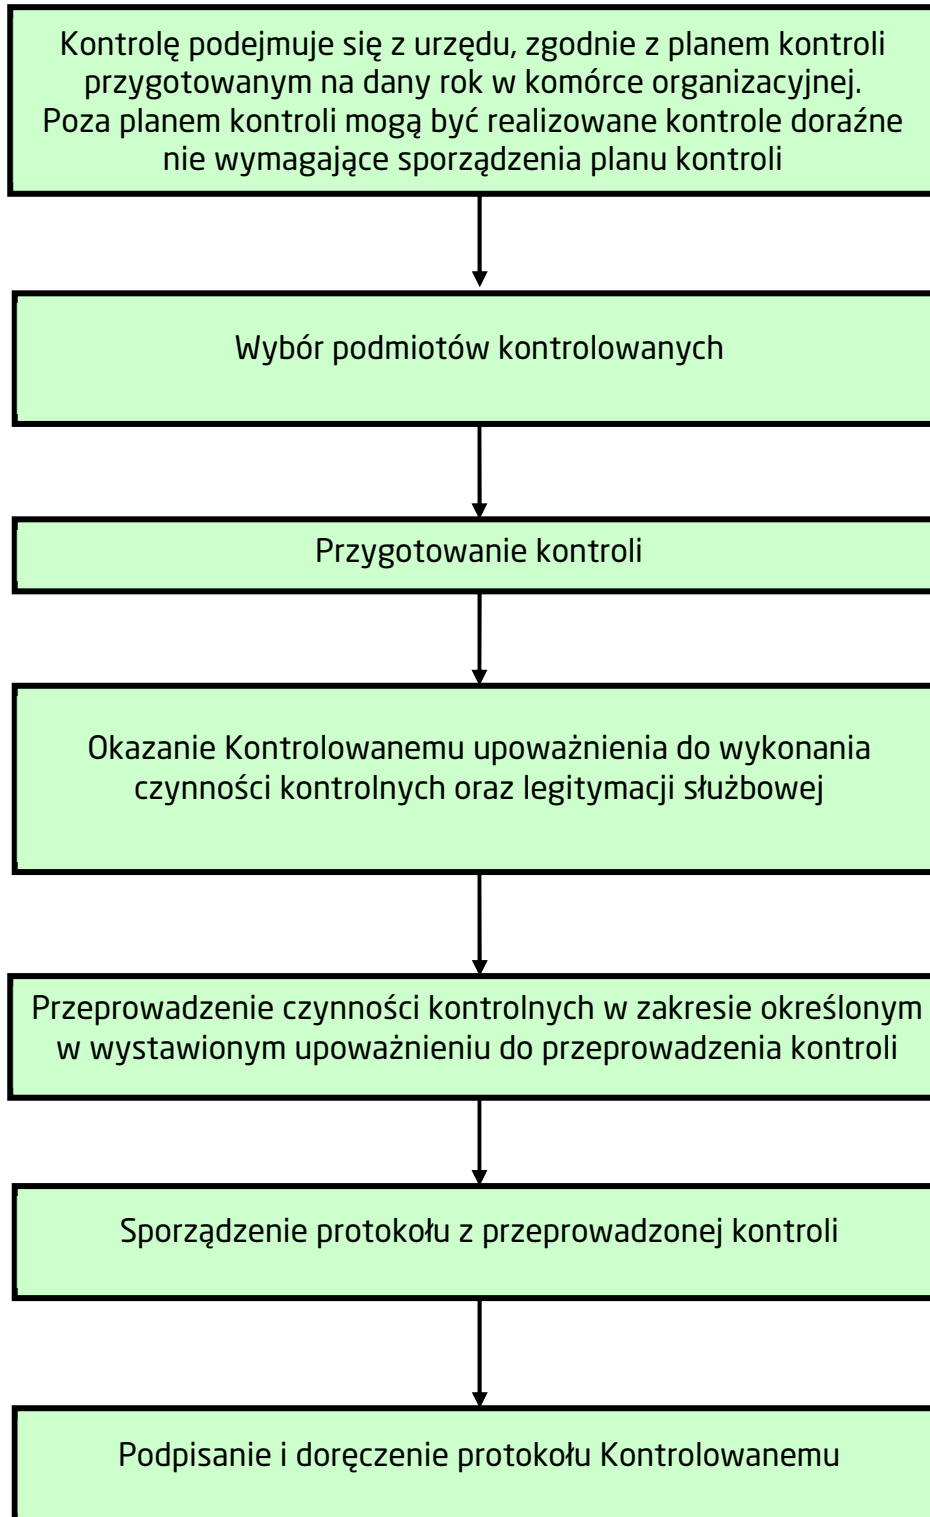 Kontrolę podejmuje się z urzędu, zgodnie z planem kontroli
przygotowanym na dany rok w komórce organizacyjnej.
Poza planem kontroli mogą być realizowane kontrole doraźne
nie wymagające sporządzenia planu kontroli
Wybór podmiotów kontrolowanych
Przygotowanie kontroli
Okazanie Kontrolowanemu upoważnienia do wykonania
czynności kontrolnych oraz legitymacji służbowej
Przeprowadzenie czynności kontrolnych w zakresie określonym
w wystawionym upoważnieniu do przeprowadzenia kontroli
Sporządzenie protokołu z przeprowadzonej kontroli
Podpisanie i doręczenie protokołu Kontrolowanemu